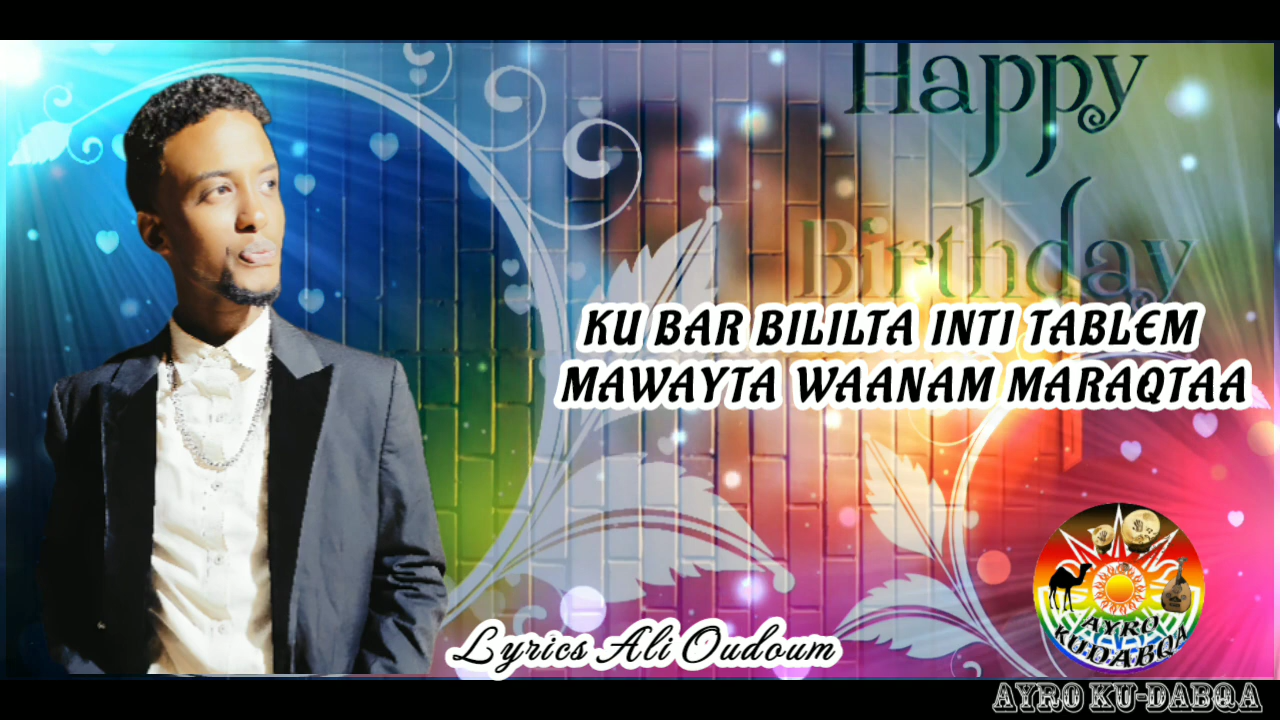 Happy
Birthday
KU BAR BILILTA INTI TABLEM
MAWAYTA WAANAM MARAQTAA
Lyrics Ali Oudoum
AYRO
KUDABQA
AYRO KU-DABQA